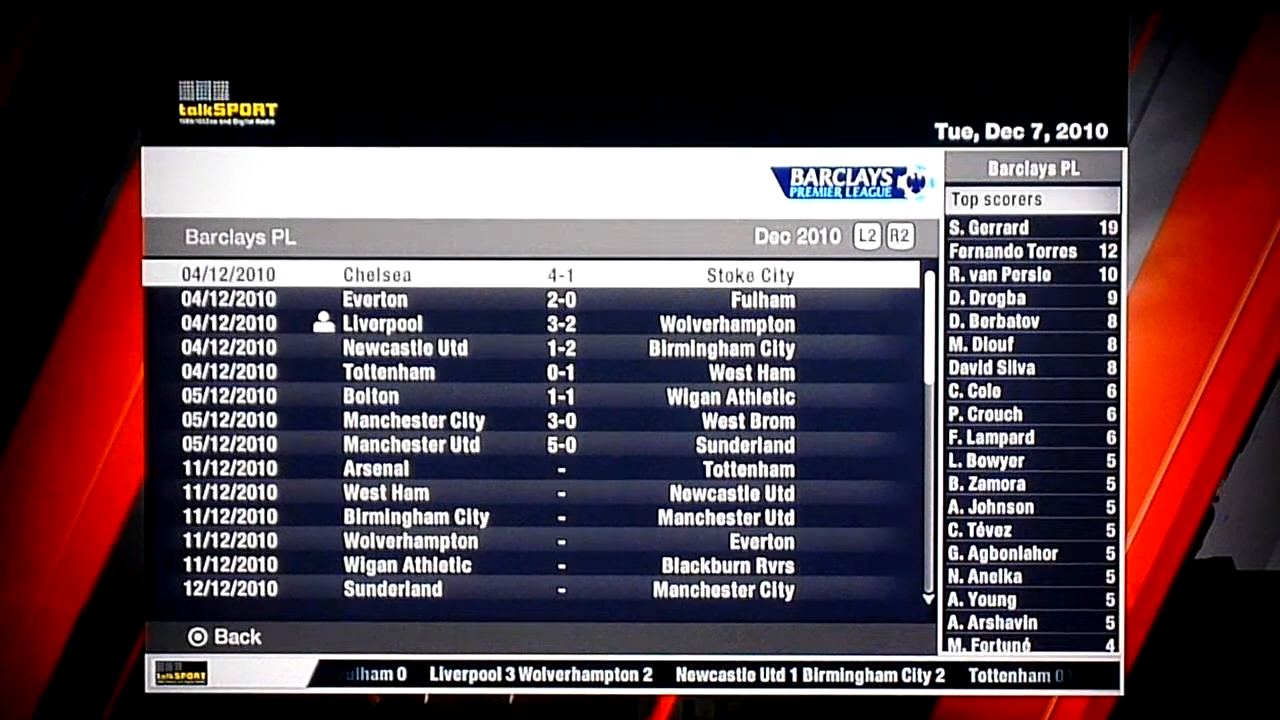 talkSPORT
Tue, Dec 7, 2010
BARCLAYS
PREMIER LEAGUE
Barclays PL
Dec 2010 L2 R2
04/12/2010 Chelsea 4-1 Stoke City
04/12/2010 Everton 2-0 Fulham
04/12/2010 Liverpool 3-2 Wolverhampton
04/12/2010 Newcastle Utd 1-2 Birmingham City
04/12/2010 Tottenham 0-1 West Ham
05/12/2010 Bolton 1-1 Wigan Athletic
05/12/2010 Manchester City 3-0 West Brom
05/12/2010 Manchester Utd 5-0 Sunderland
11/12/2010 Arsenal - Tottenham
11/12/2010 West Ham - Newcastle Utd
11/12/2010 Birmingham City - Manchester Utd
11/12/2010 Wolverhampton - Everton
11/12/2010 Wigan Athletic - Blackburn Rvrs
12/12/2010 Sunderland - Manchester City
Back
Barclays PL
Top scorers
S. Gerrard 19
Fernando Torres 12
R. van Persie 10
D. Drogba 9
D. Berbatov 8
M. Diouf 8
David Silva 8
C. Cole 6
P. Crouch 6
F. Lampard 6
L. Bowyer 5
B. Zamora 5
A. Johnson 5
C. Tévez 5
G. Agbonlahor 5
N. Anelka 5
A. Young 5
A. Arshavin 5
M. Fortuné 4
talkSPORT ulham 0 Liverpool 3 Wolverhampton 2 Newcastle Utd 1 Birmingham City 2 Tottenham 0